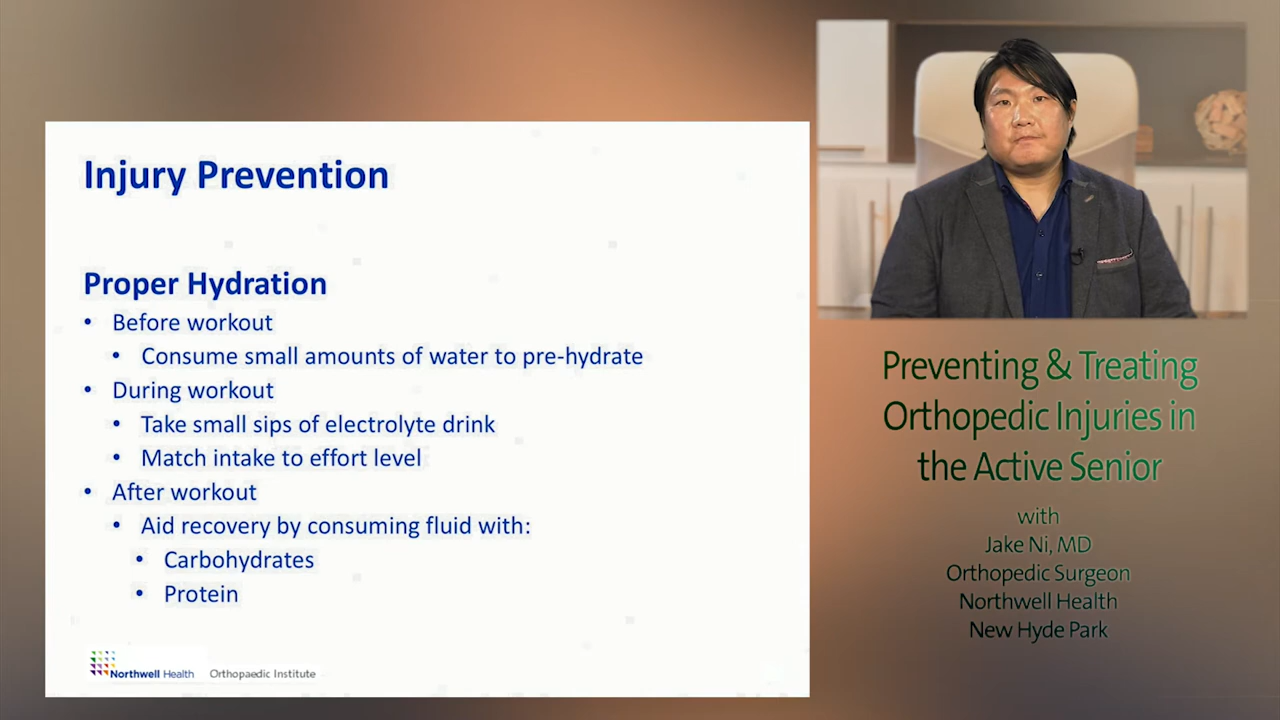 Injury Prevention
Proper Hydration
• Before workout
• Consume small amounts of water to pre-hydrate
• During workout
• Take small sips of electrolyte drink
• Match intake to effort level
• After workout
• Aid recovery by consuming fluid with:
• Carbohydrates
• Protein
Northwell Health Orthopaedic Institute
Preventing & Treating
Orthopedic Injuries in
the Active Senior
with
Jake Ni, MD
Orthopedic Surgeon
Northwell Health
New Hyde Park